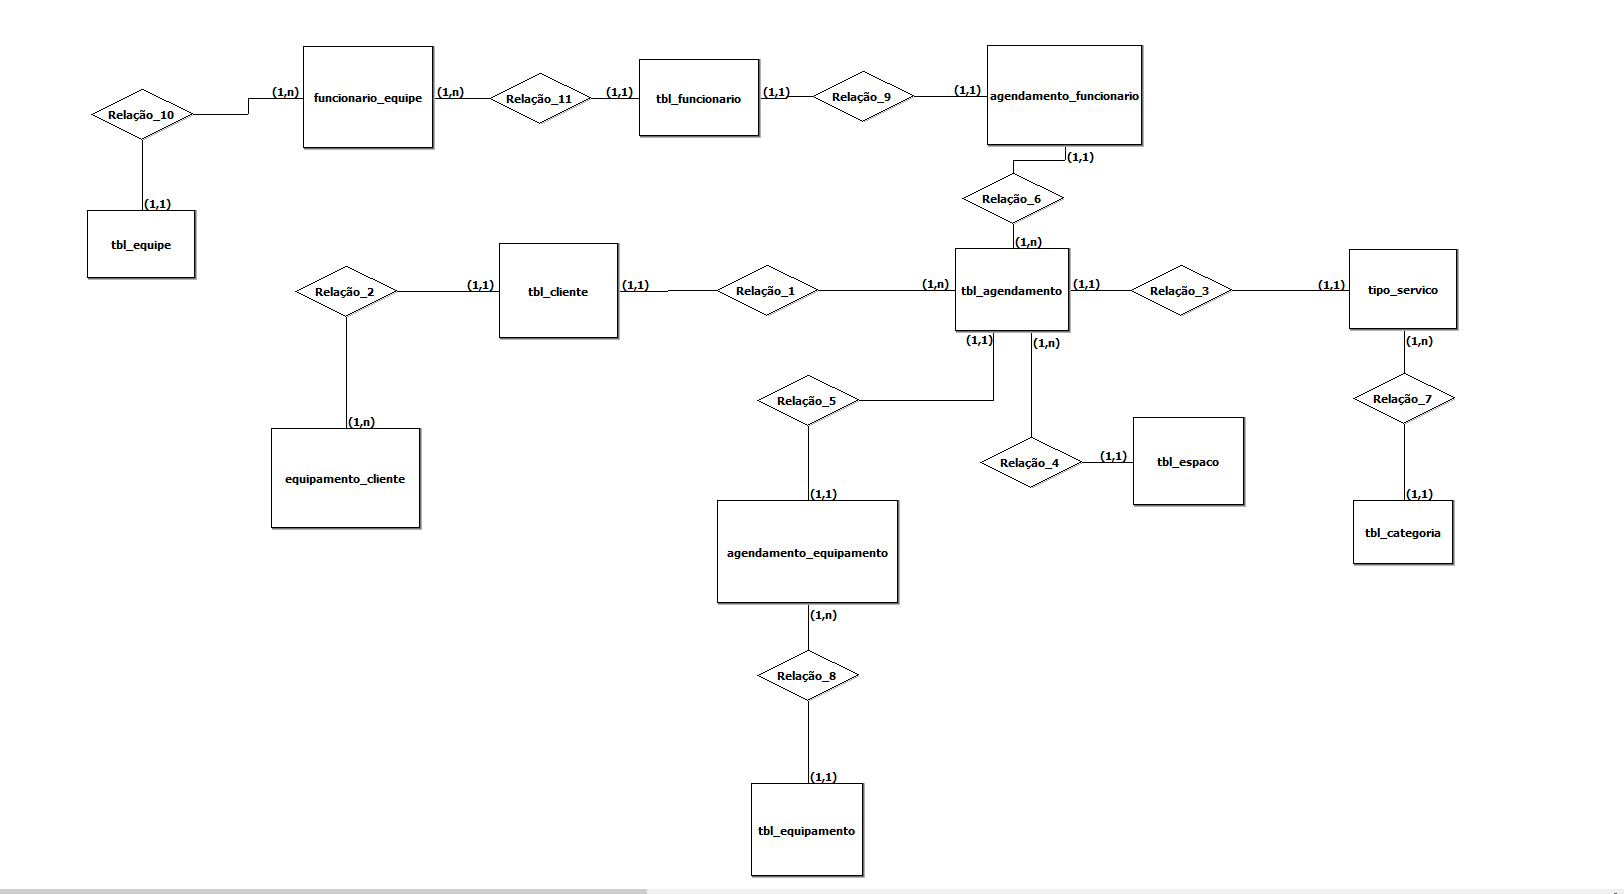 (1,n)
funcionario_equipe
(1,n)
Relação_11
(1,1)
tbl_funcionario
(1,1)
Relação_9
(1,1)
agendamento_funcionario
Relação_10
(1,1)
(1,1)
tbl_equipe
Relação_6
(1,n)
Relação_2
(1,1)
tbl_cliente
(1,1)
Relação_1
(1,n)
tbl_agendamento
(1,1)
Relação_3
(1,1)
tipo_servico
(1,1)
(1,n)
(1,n)
Relação_5
Relação_7
(1,n)
equipamento_cliente
Relação_4
(1,1)
tbl_espaco
(1,1)
(1,1)
agendamento_equipamento
tbl_categoria
(1,n)
Relação_8
(1,1)
tbl_equipamento